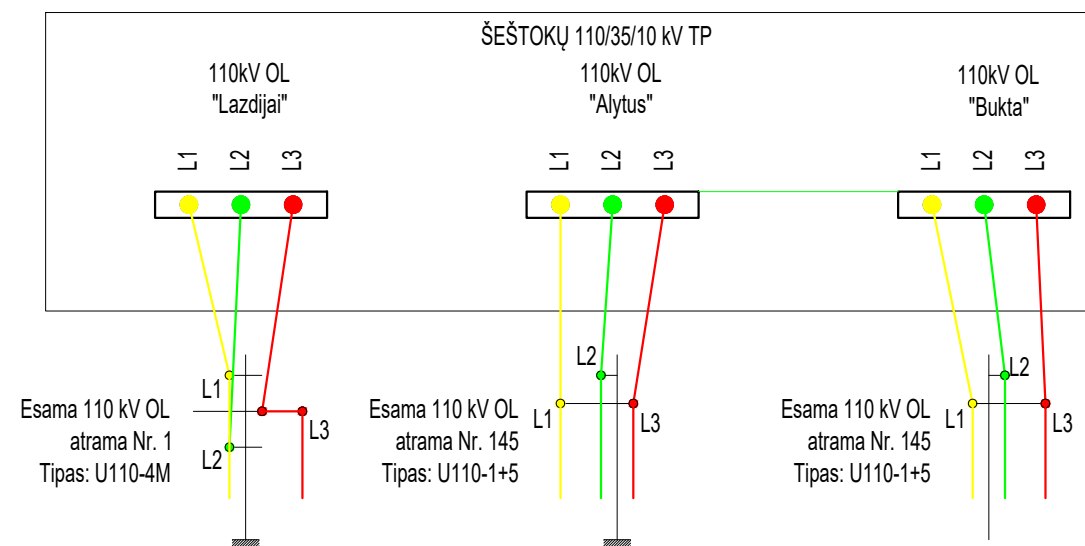 ŠEŠTOKŲ 110/35/10 kV TP
110kV OL
"Lazdijai"
L1
L2
L3
110kV OL
"Alytus"
L1
L2
L3
110kV OL
"Bukta"
L1
L2
L3
L1
L2
L3
Esama 110 kV OL
atrama Nr. 1
Tipas: U110-4M
L2
L1
L3
Esama 110 kV OL
atrama Nr. 145
Tipas: U110-1+5
L2
L1
L3
Esama 110 kV OL
atrama Nr. 145
Tipas: U110-1+5